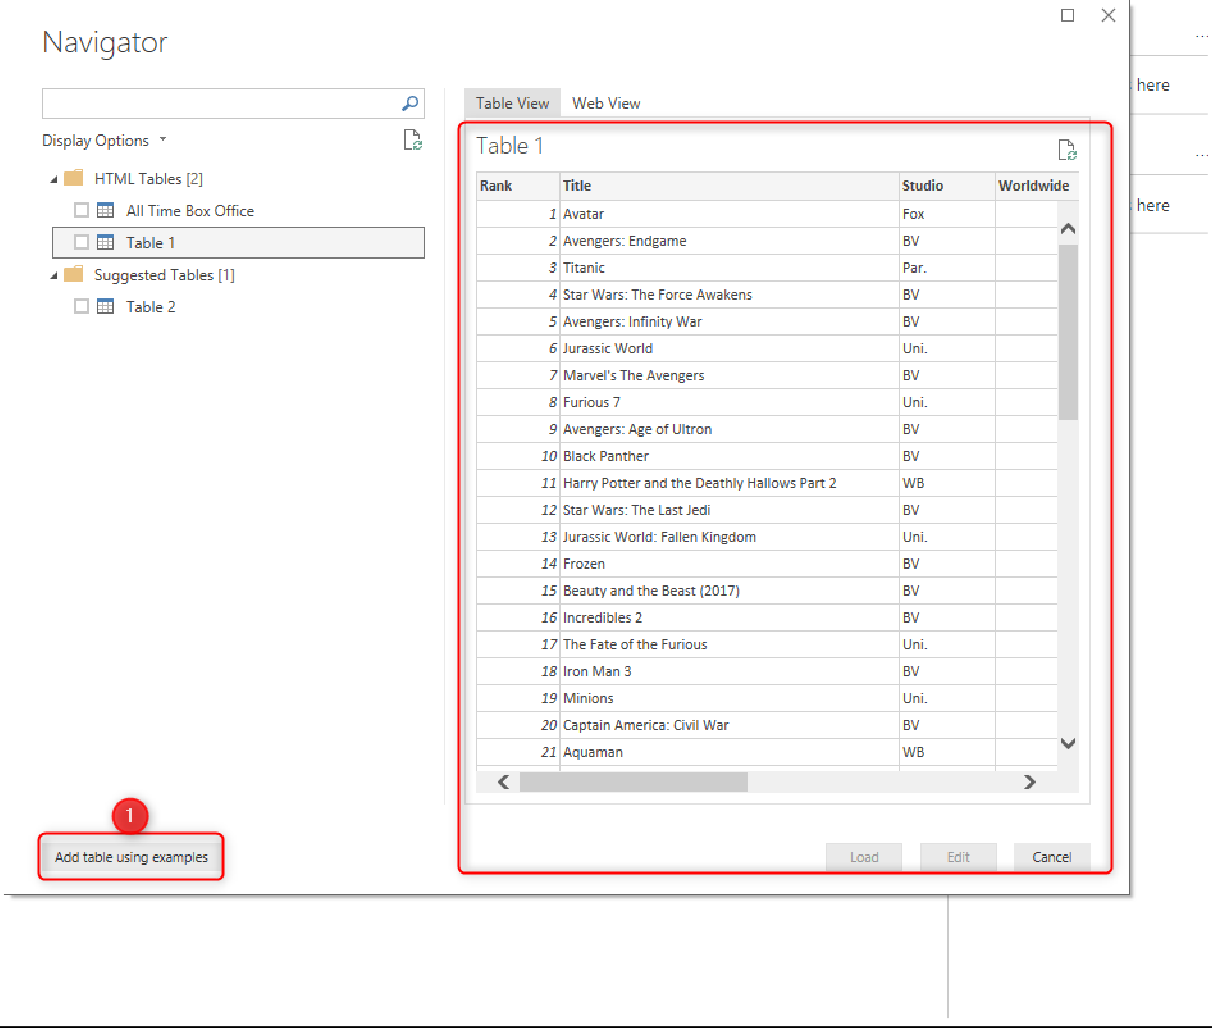 Navigator
...
Table View Web View
here
Display Options
Table 1
HTML Tables [2]
...
Rank Title Studio Worldwide
All Time Box Office
1 Avatar Fox
here
Table 1
2 Avengers: Endgame BV
Suggested Tables [1]
3 Titanic Par.
4 Star Wars: The Force Awakens BV
Table 2
5 Avengers: Infinity War BV
6 Jurassic World Uni.
7 Marvel's The Avengers BV
8 Furious 7 Uni.
9 Avengers: Age of Ultron BV
10 Black Panther BV
11 Harry Potter and the Deathly Hallows Part 2 WB
12 Star Wars: The Last Jedi BV
13 Jurassic World: Fallen Kingdom Uni.
14 Frozen BV
15 Beauty and the Beast (2017) BV
16 Incredibles 2 BV
17 The Fate of the Furious Uni.
18 Iron Man 3 BV
19 Minions Uni.
20 Captain America: Civil War BV
21 Aquaman WB
1
Add table using examples
Load Edit Cancel